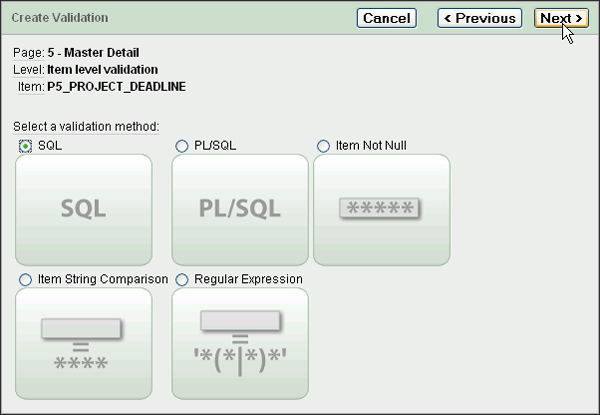 Create Validation
Cancel
< Previous
Next >
Page: 5 - Master Detail
Level: Item level validation
Item: P5_PROJECT_DEADLINE
Select a validation method:
SQL
PL/SQL
Item Not Null
SQL
PL/SQL
*****
Item String Comparison
Regular Expression
=
****
=
'*(*|*)*'